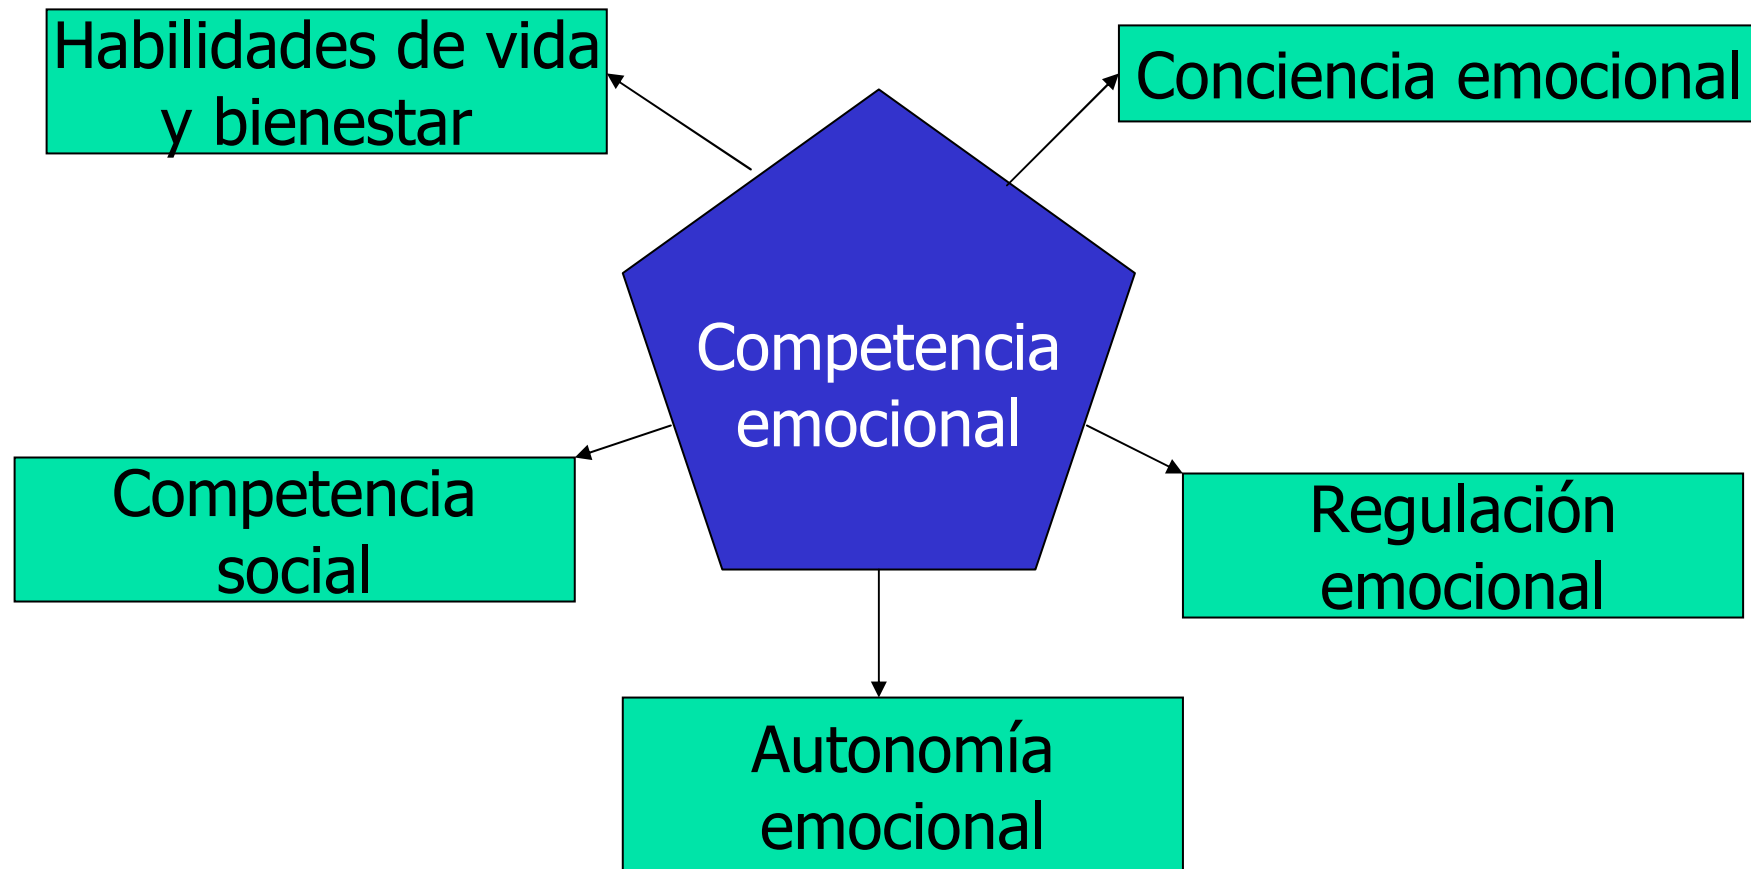 Habilidades de vida
y bienestar
Conciencia emocional
Competencia
emocional
Competencia
social
Regulación
emocional
Autonomía
emocional